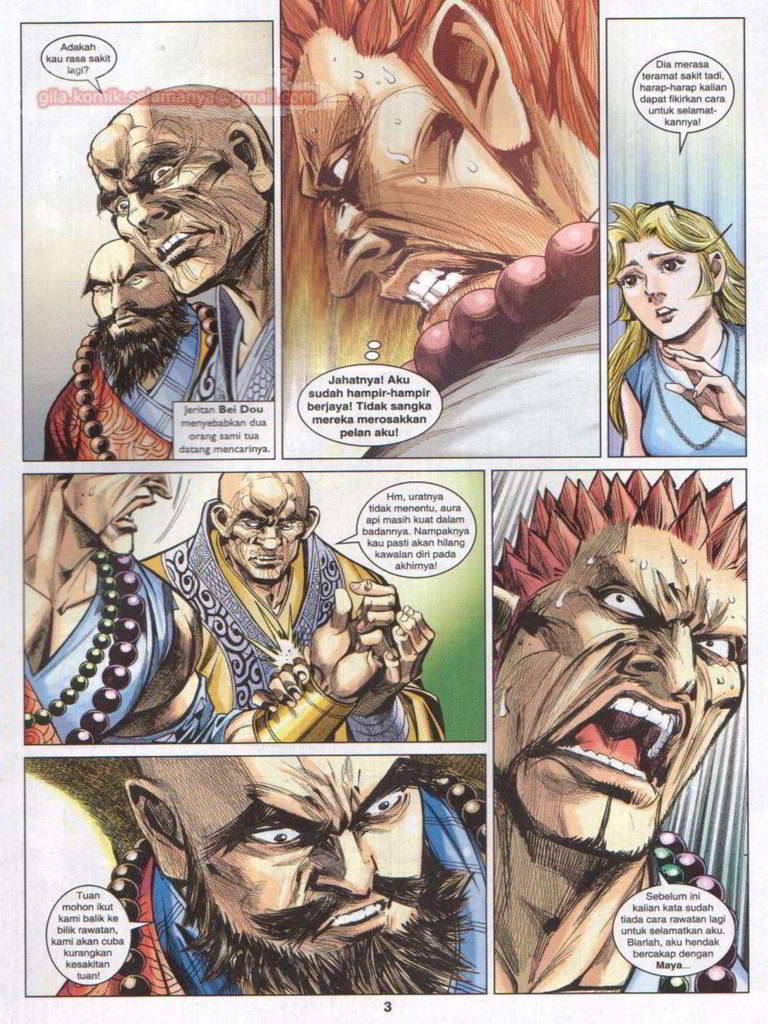 Adakah
kau rasa sakit
lagi?
gila.komik.selamanya@gmail.com
Jeritan Bei Dou
menyebabkan dua
orang sami tua
datang mencarinya.
Jahatnya! Aku
sudah hampir-hampir
berjaya! Tidak sangka
mereka merosakkan
pelan aku!
Dia merasa
teramat sakit tadi,
harap-harap kalian
dapat fikirkan cara
untuk selamat-
kannya!
Hm, uratnya
tidak menentu, aura
api masih kuat dalam
badannya. Nampaknya
kau pasti akan hilang
kawalan diri pada
akhirnya!
Sebelum ini
kalian kata sudah
tiada cara rawatan lagi
untuk selamatkan aku.
Biarlah, aku hendak
bercakap dengan
Maya...
Tuan
mohon ikut
kami balik ke
bilik rawatan,
kami akan cuba
kurangkan
kesakitan
tuan!
3